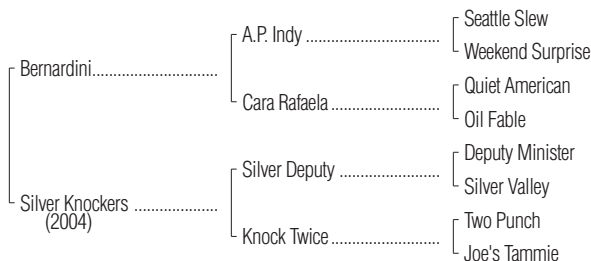 Seattle Slew
A.P. Indy ..................................
Weekend Surprise
Bernardini................................
Quiet American
Cara Rafaela ...........................
Oil Fable
Deputy Minister
Silver Deputy .........................
Silver Valley
Silver Knockers .....................
(2004)
Two Punch
Knock Twice...........................
Joe's Tammie